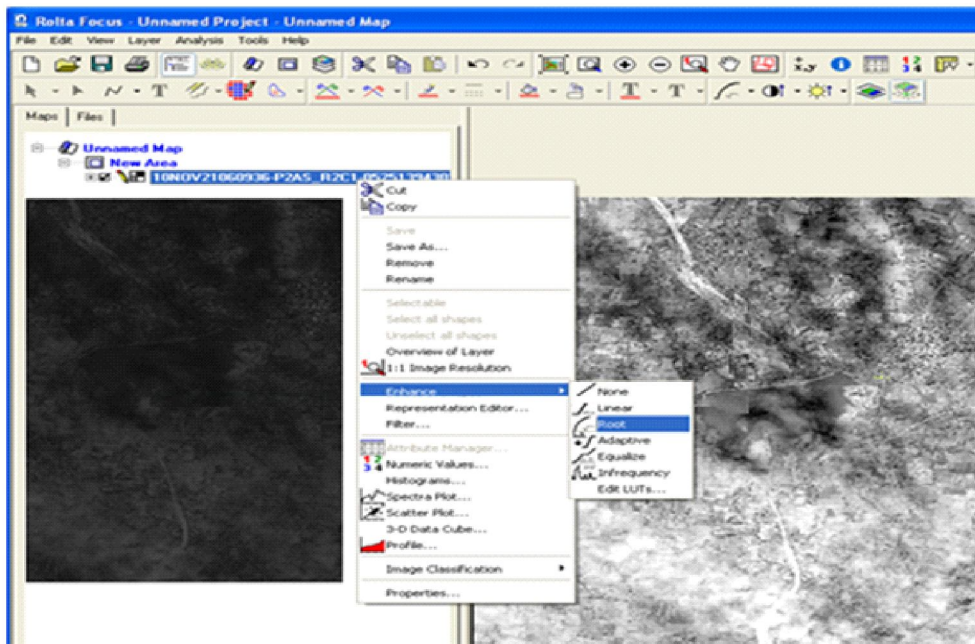 Rolta Focus - Unnamed Project - Unnamed Map
File Edit View Layer Analysis Tools Help
Maps Files
Unnamed Map
New Area
10NOV21060936-P2AS_R2C1-052513943
Cut
Copy
Save
Save As...
Remove
Rename
Selectable
Select all shapes
Unselect all shapes
Overview of Layer
1:1 Image Resolution
Enhance
Representation Editor...
Filter...
Attribute Manager...
Numeric Values...
Histograms...
Spectra Plot...
Scatter Plot...
3-D Data Cube...
Profile...
Image Classification
Properties...
None
Linear
Root
Adaptive
Equalize
Infrequency
Edit LUTs...